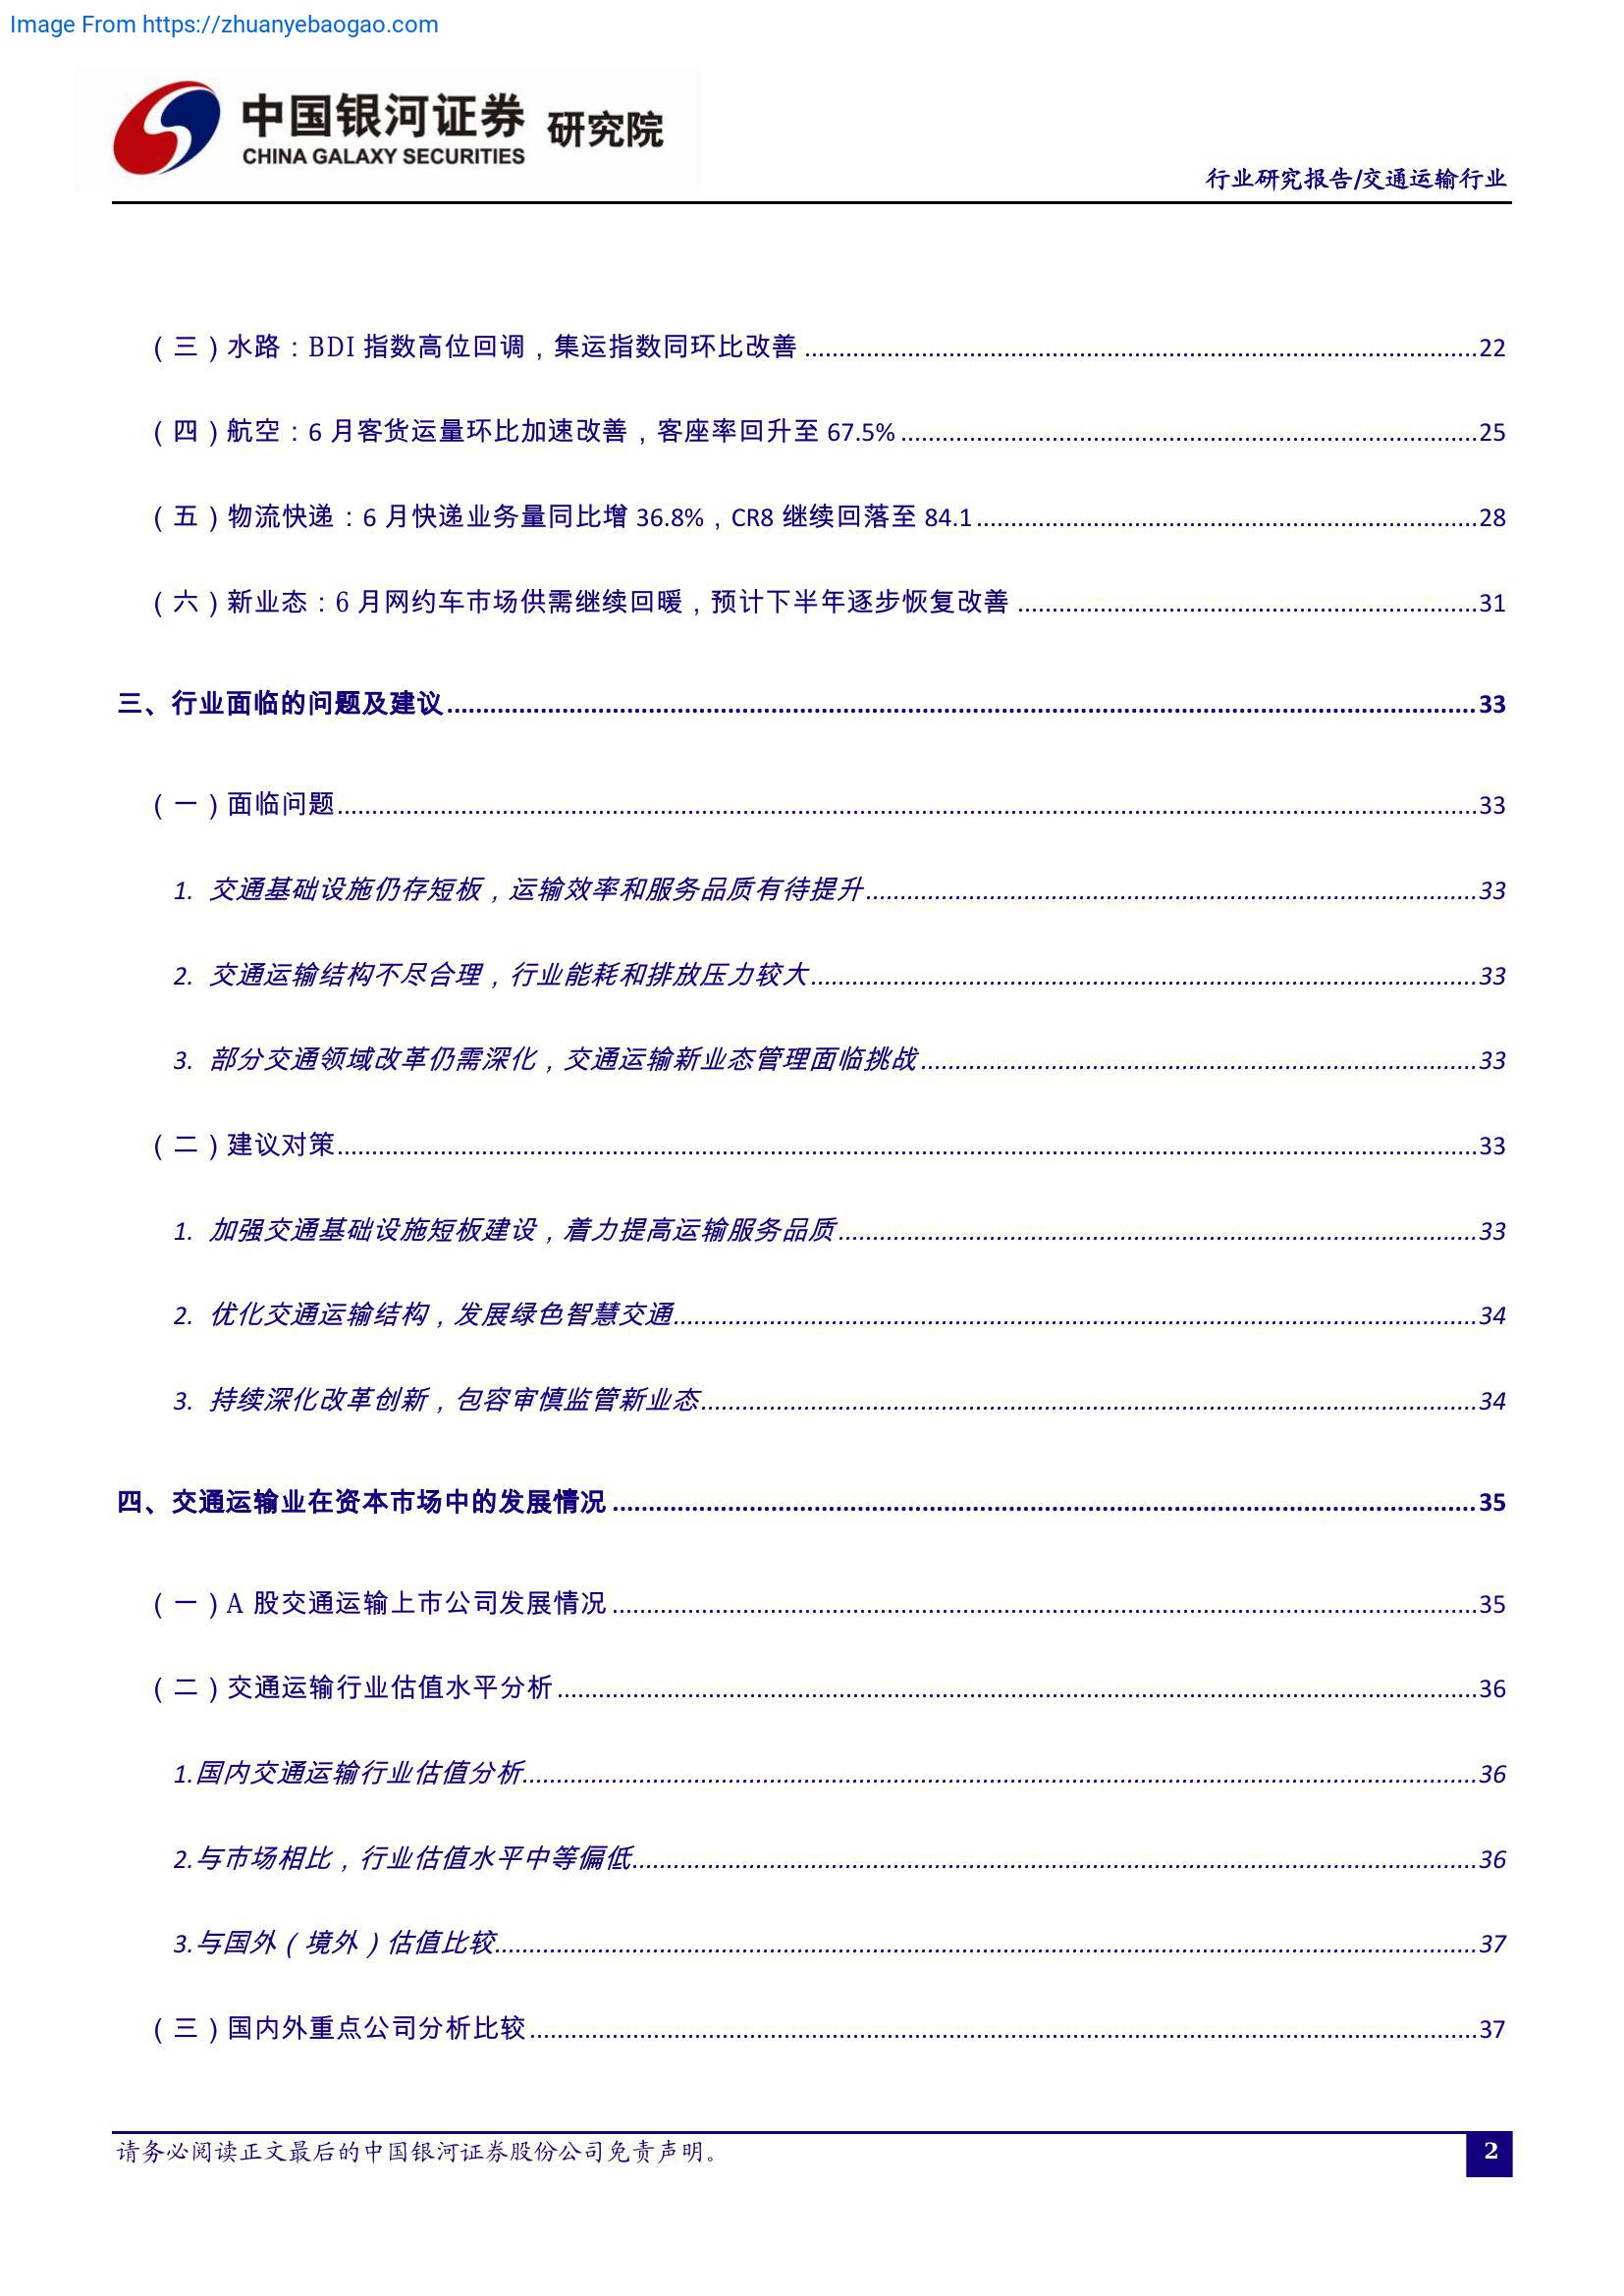 Image From https://zhuanyebaogao.com
中国银河证券 研究院
CHINA GALAXY SECURITIES
行业研究报告/交通运输行业
（三）水路：BDI 指数高位回调，集运指数同环比改善 ........ 22
（四）航空：6 月客货运量环比加速改善，客座率回升至 67.5% ........ 25
（五）物流快递：6 月快递业务量同比增 36.8%，CR8 继续回落至 84.1 ........ 28
（六）新业态：6 月网约车市场供需继续回暖，预计下半年逐步恢复改善 ........ 31
三、行业面临的问题及建议 ........ 33
（一）面临问题 ........ 33
1. 交通基础设施仍存短板，运输效率和服务品质有待提升 ........ 33
2. 交通运输结构不尽合理，行业能耗和排放压力较大 ........ 33
3. 部分交通领域改革仍需深化，交通运输新业态管理面临挑战 ........ 33
（二）建议对策 ........ 33
1. 加强交通基础设施短板建设，着力提高运输服务品质 ........ 33
2. 优化交通运输结构，发展绿色智慧交通 ........ 34
3. 持续深化改革创新，包容审慎监管新业态 ........ 34
四、交通运输业在资本市场中的发展情况 ........ 35
（一）A 股交通运输上市公司发展情况 ........ 35
（二）交通运输行业估值水平分析 ........ 36
1.国内交通运输行业估值分析 ........ 36
2.与市场相比，行业估值水平中等偏低 ........ 36
3.与国外（境外）估值比较 ........ 37
（三）国内外重点公司分析比较 ........ 37
请务必阅读正文最后的中国银河证券股份公司免责声明。
2